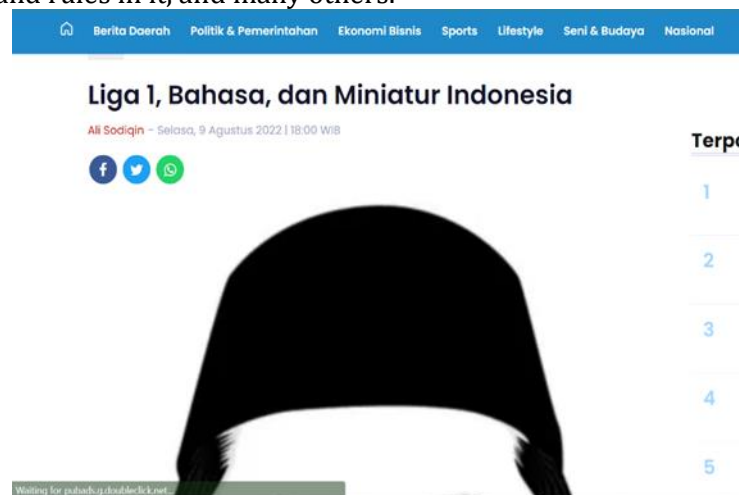 and rules in it, and many others.
Berita Daerah Politik & Pemerintahan Ekonomi Bisnis Sports Lifestyle Seni & Budaya Nasional
Liga 1, Bahasa, dan Miniatur Indonesia
Ali Sodiqin - Selasa, 9 Agustus 2022 | 18:00 WIB
Terpo
1
2
3
4
5
Waiting for pubads.g.doubleclick.net...